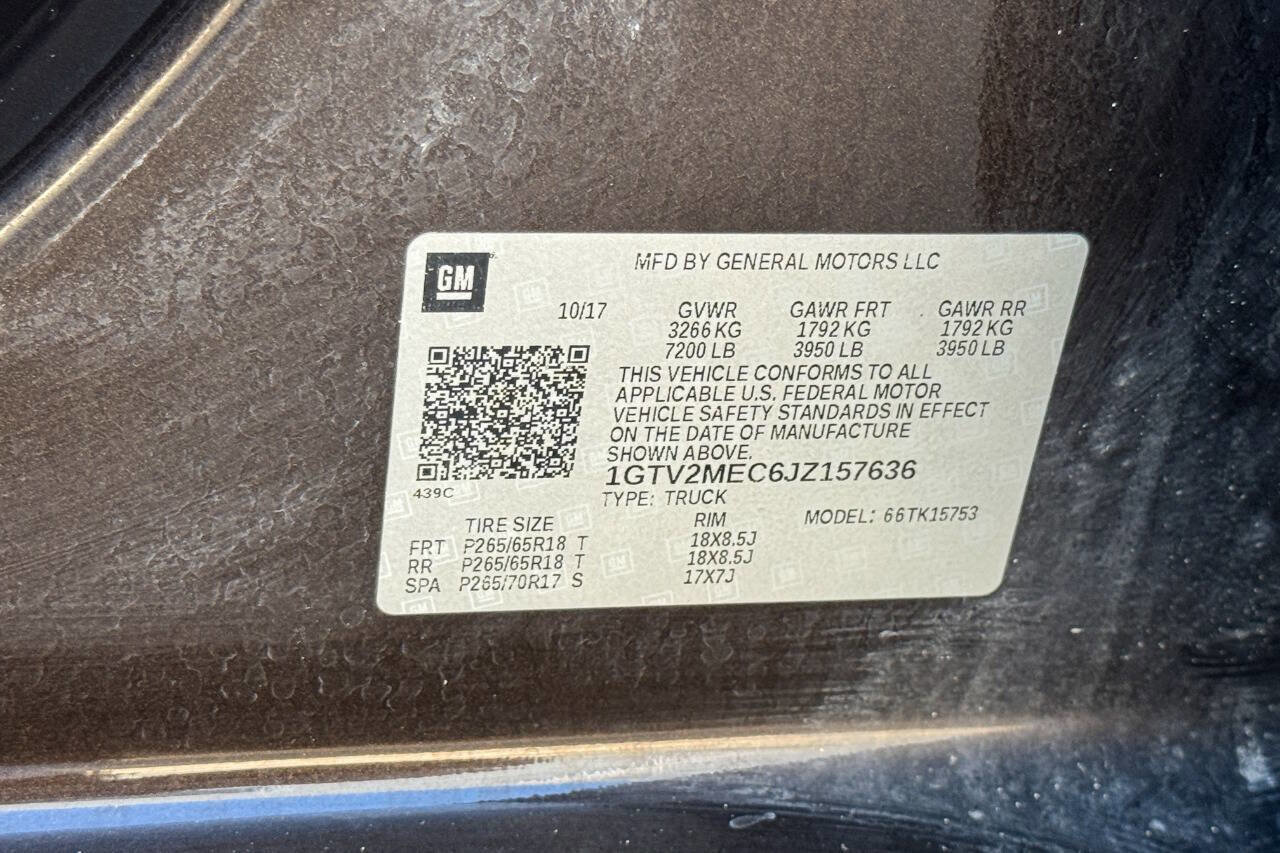 GM
MFD BY GENERAL MOTORS LLC
10/17 GVWR GAWR FRT GAWR RR
3266 KG 1792 KG 1792 KG
7200 LB 3950 LB 3950 LB
THIS VEHICLE CONFORMS TO ALL
APPLICABLE U.S. FEDERAL MOTOR
VEHICLE SAFETY STANDARDS IN EFFECT
ON THE DATE OF MANUFACTURE
SHOWN ABOVE.
1GTV2MEC6JZ157636
439C
TYPE: TRUCK
TIRE SIZE RIM MODEL: 66TK15753
FRT P265/65R18 T 18X8.5J
RR P265/65R18 T 18X8.5J
SPA P265/70R17 S 17X7J